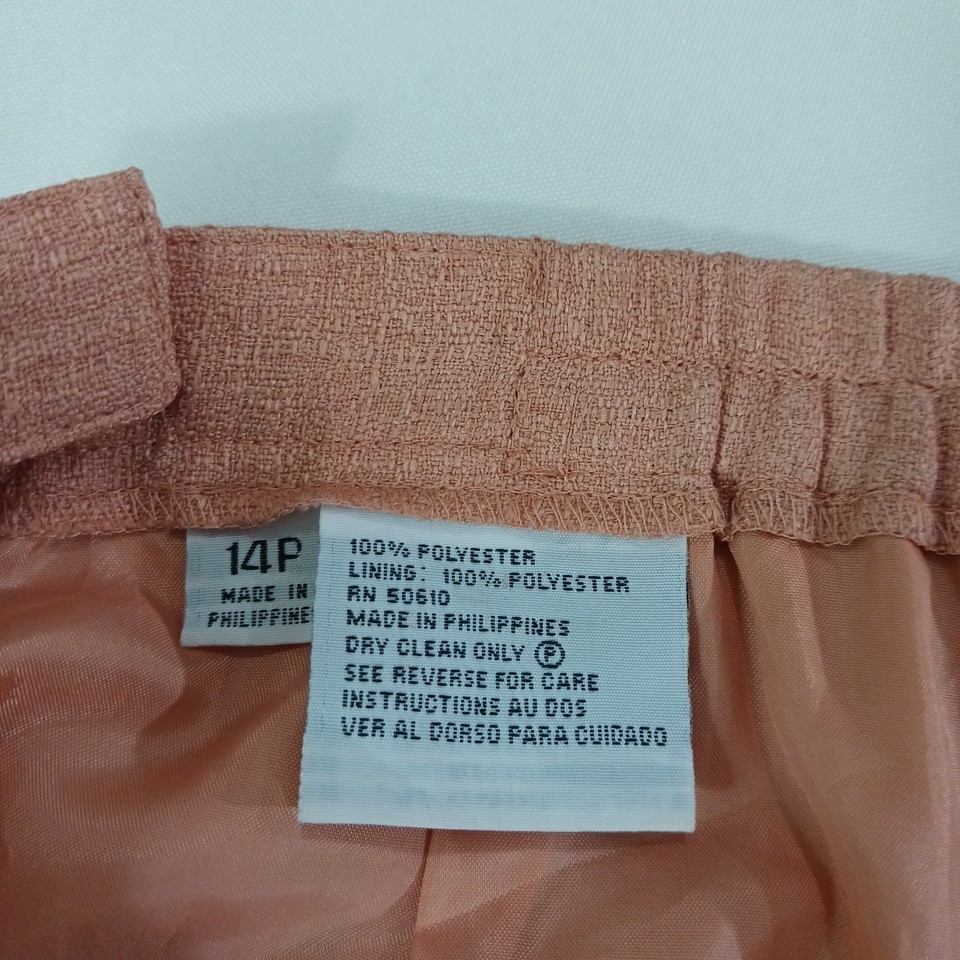 14P
MADE IN
PHILIPPINE
100% POLYESTER
LINING: 100% POLYESTER
RN 50610
MADE IN PHILIPPINES
DRY CLEAN ONLY Ⓟ
SEE REVERSE FOR CARE
INSTRUCTIONS AU DOS
VER AL DORSO PARA CUIDADO